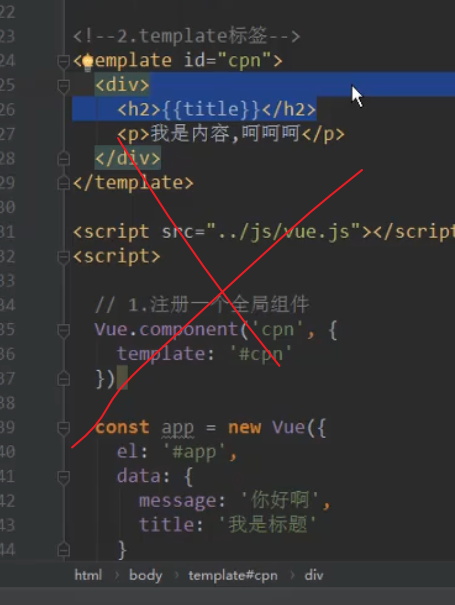 22
23 <!--2.template标签-->
24 <template id="cpn">
25 <div>
26 <h2>{{title}}</h2>
27 <p>我是内容,呵呵呵</p>
28 </div>
29 </template>
30
31 <script src="../js/vue.js"></script
32 <script>
33
34 // 1.注册一个全局组件
35 Vue.component('cpn', {
36 template: '#cpn'
37 })
38
39 const app = new Vue({
40 el: '#app',
41 data: {
42 message: '你好啊',
43 title: '我是标题'
44 }
html › body › template#cpn › div